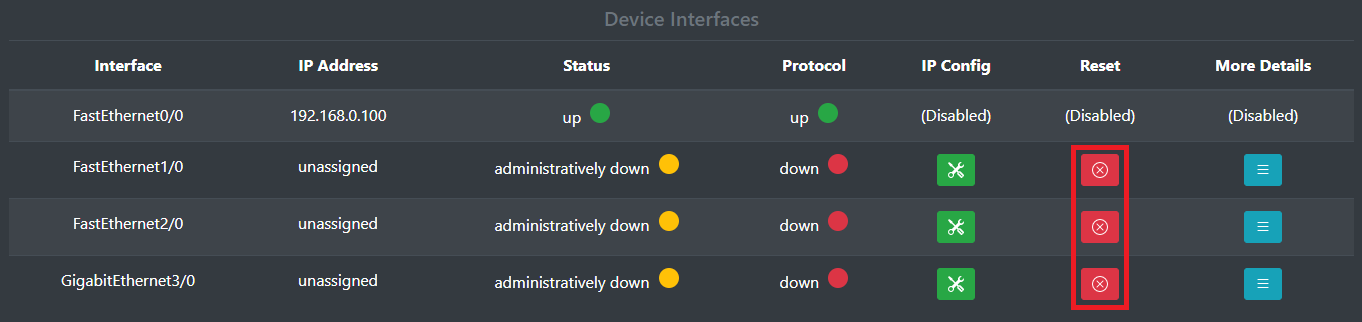 Device Interfaces
Interface IP Address Status Protocol IP Config Reset More Details
FastEthernet0/0 192.168.0.100 up up (Disabled) (Disabled) (Disabled)
FastEthernet1/0 unassigned administratively down down
FastEthernet2/0 unassigned administratively down down
GigabitEthernet3/0 unassigned administratively down down